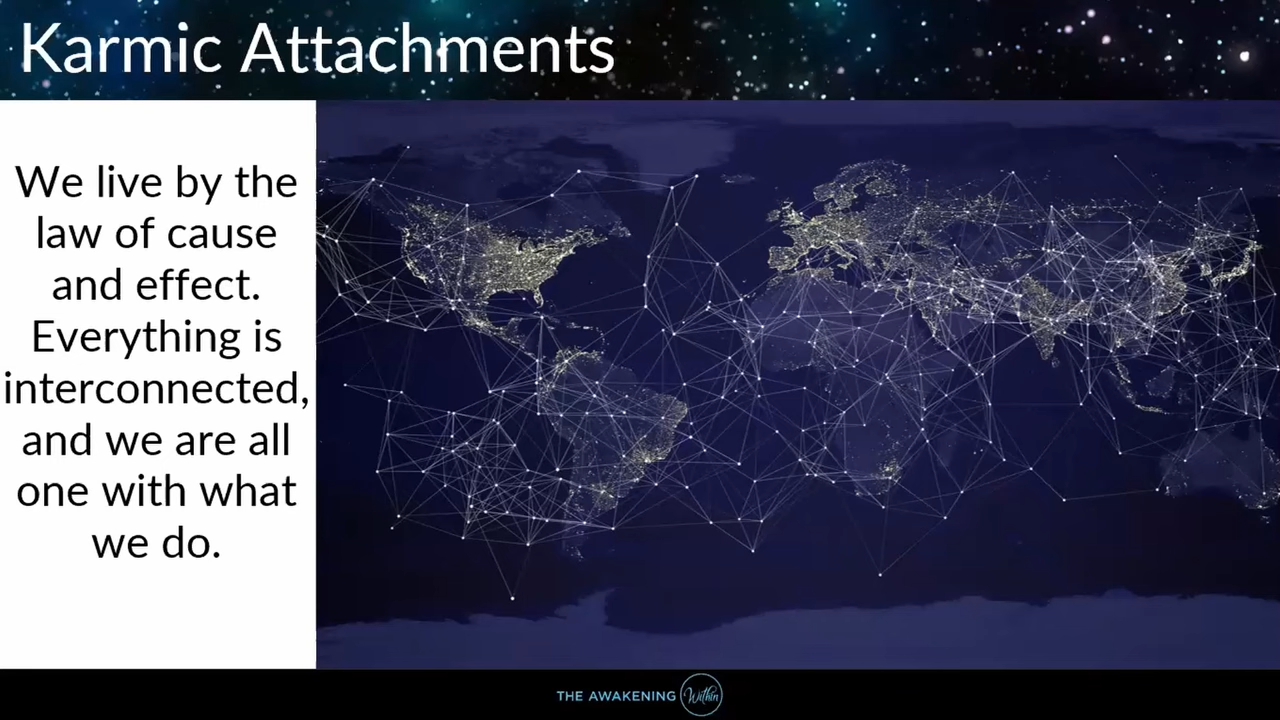 Karmic Attachments
We live by the
law of cause
and effect.
Everything is
interconnected,
and we are all
one with what
we do.
THE AWAKENING Within